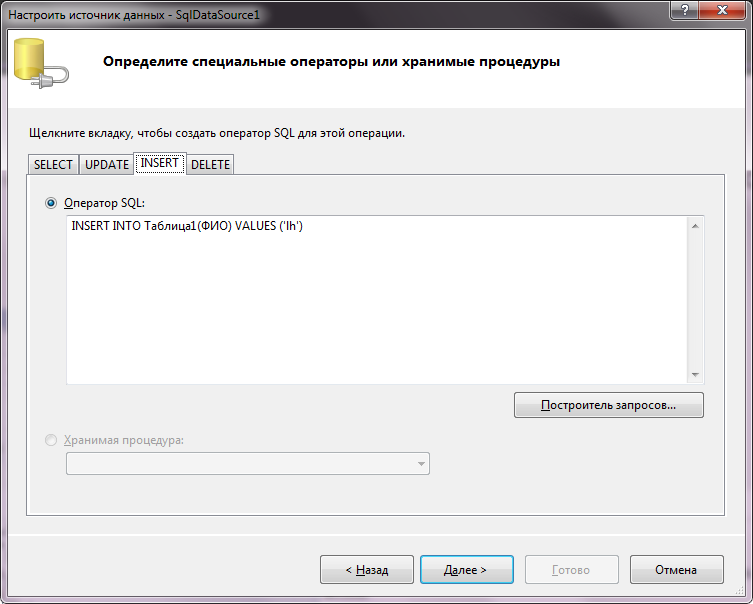 Настроить источник данных - SqlDataSource1
?
Определите специальные операторы или хранимые процедуры
Щелкните вкладку, чтобы создать оператор SQL для этой операции.
SELECT UPDATE INSERT DELETE
Оператор SQL:
INSERT INTO Таблица1(ФИО) VALUES ('lh')
Построитель запросов...
Хранимая процедура:
< Назад Далее > Готово Отмена